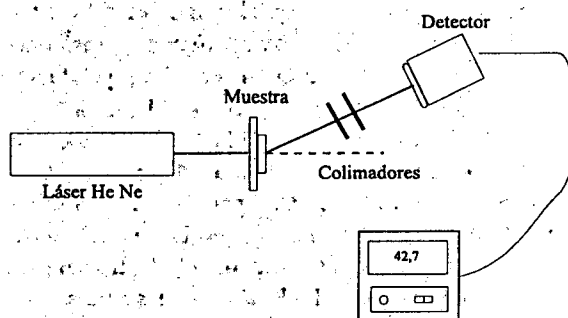 Detector
Muestra
Colimadores
Láser He Ne
42,7